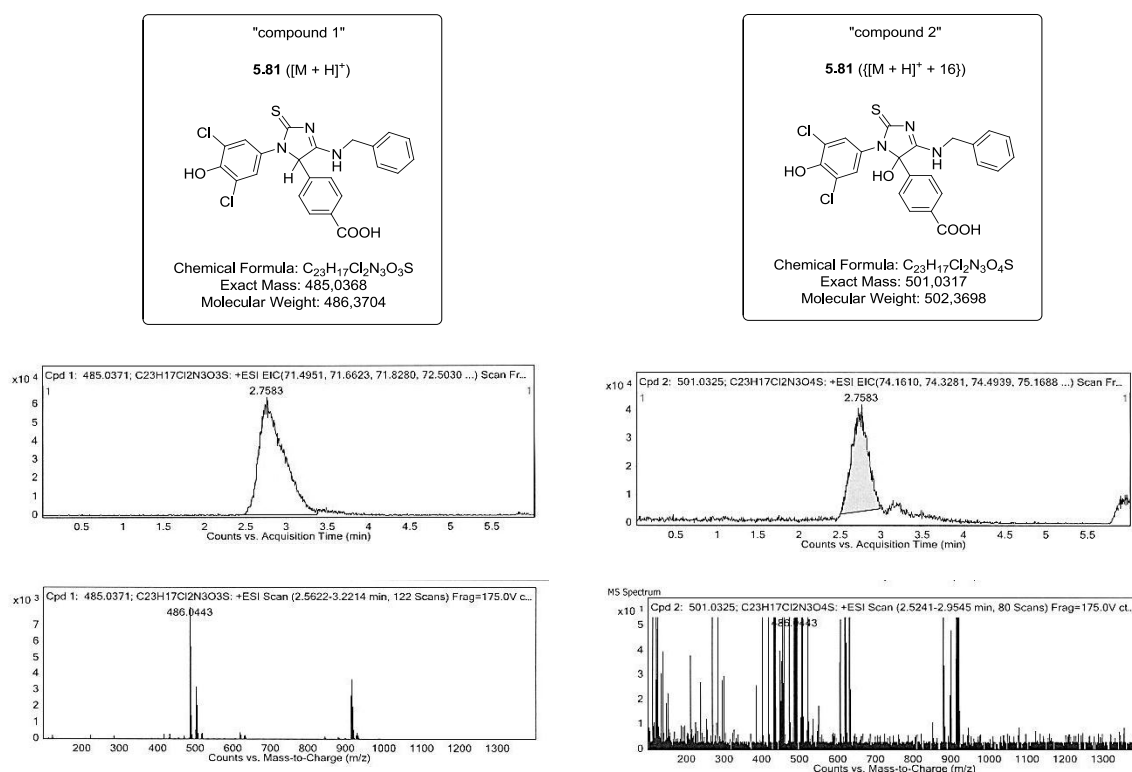 "compound 1"
5.81 ([M + H]+)
S
N
Cl
N
N
H
HO
H
Cl
COOH
Chemical Formula: C23H17Cl2N3O3S
Exact Mass: 485,0368
Molecular Weight: 486,3704
"compound 2"
5.81 ({[M + H]+ + 16})
S
N
Cl
N
N
H
HO
HO
Cl
COOH
Chemical Formula: C23H17Cl2N3O4S
Exact Mass: 501,0317
Molecular Weight: 502,3698
x10 4
Cpd 1: 485.0371; C23H17Cl2N3O3S: +ESI EIC(71.4951, 71.6623, 71.8280, 72.5030 ...) Scan Fr...
1 2.7583 1
6
5
4
3
2
1
0
0.5 1 1.5 2 2.5 3 3.5 4 4.5 5 5.5
Counts vs. Acquisition Time (min)
x10 4
Cpd 2: 501.0325; C23H17Cl2N3O4S: +ESI EIC(74.1610, 74.3281, 74.4939, 75.1688 ...) Scan Fr...
1 2.7583 1
4
3
2
1
0
0.5 1 1.5 2 2.5 3 3.5 4 4.5 5 5.5
Counts vs. Acquisition Time (min)
x10 3
Cpd 1: 485.0371; C23H17Cl2N3O3S: +ESI Scan (2.5622-3.2214 min, 122 Scans) Frag=175.0V c...
486.0443
7
6
5
4
3
2
1
0
200 300 400 500 600 700 800 900 1000 1100 1200 1300
Counts vs. Mass-to-Charge (m/z)
MS Spectrum
x10 1
Cpd 2: 501.0325; C23H17Cl2N3O4S: +ESI Scan (2.5241-2.9545 min, 80 Scans) Frag=175.0V ct...
486.0443
5
4
3
2
1
0
200 300 400 500 600 700 800 900 1000 1100 1200 1300
Counts vs. Mass-to-Charge (m/z)